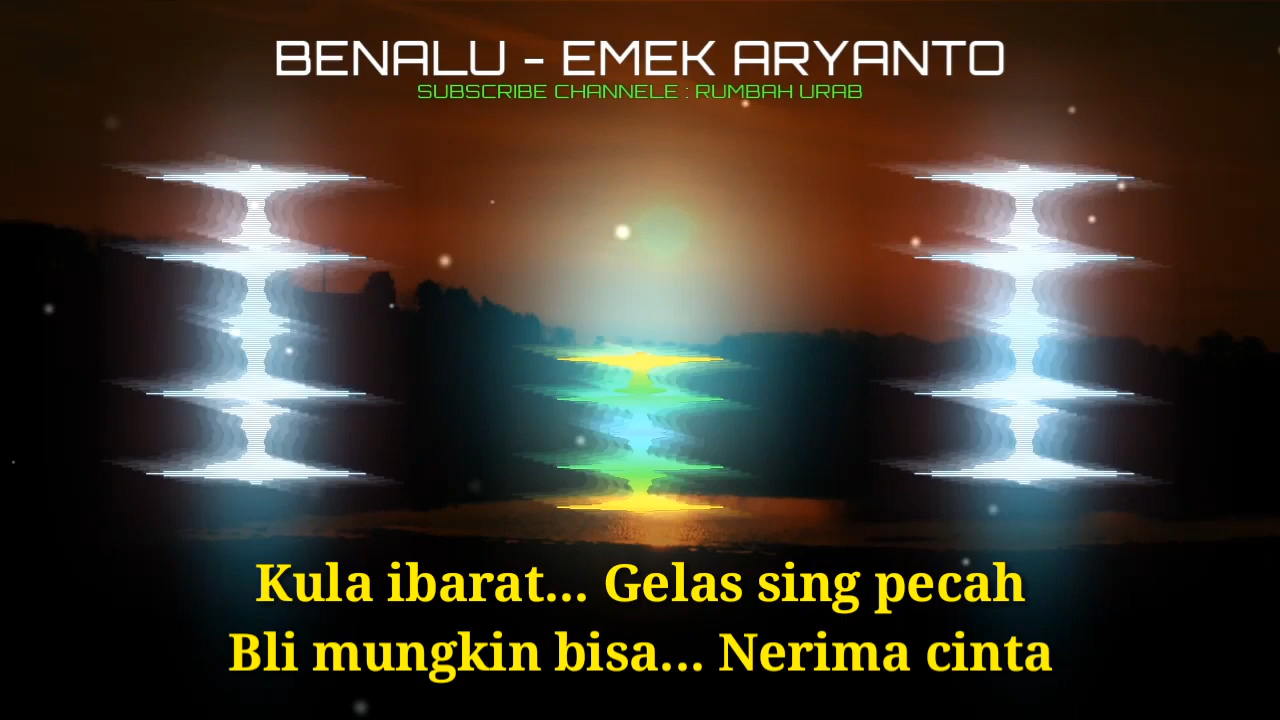 BENALU - EMEK ARYANTO
SUBSCRIBE CHANNELE : RUMBAH URAB
Kula ibarat... Gelas sing pecah
Bli mungkin bisa... Nerima cinta